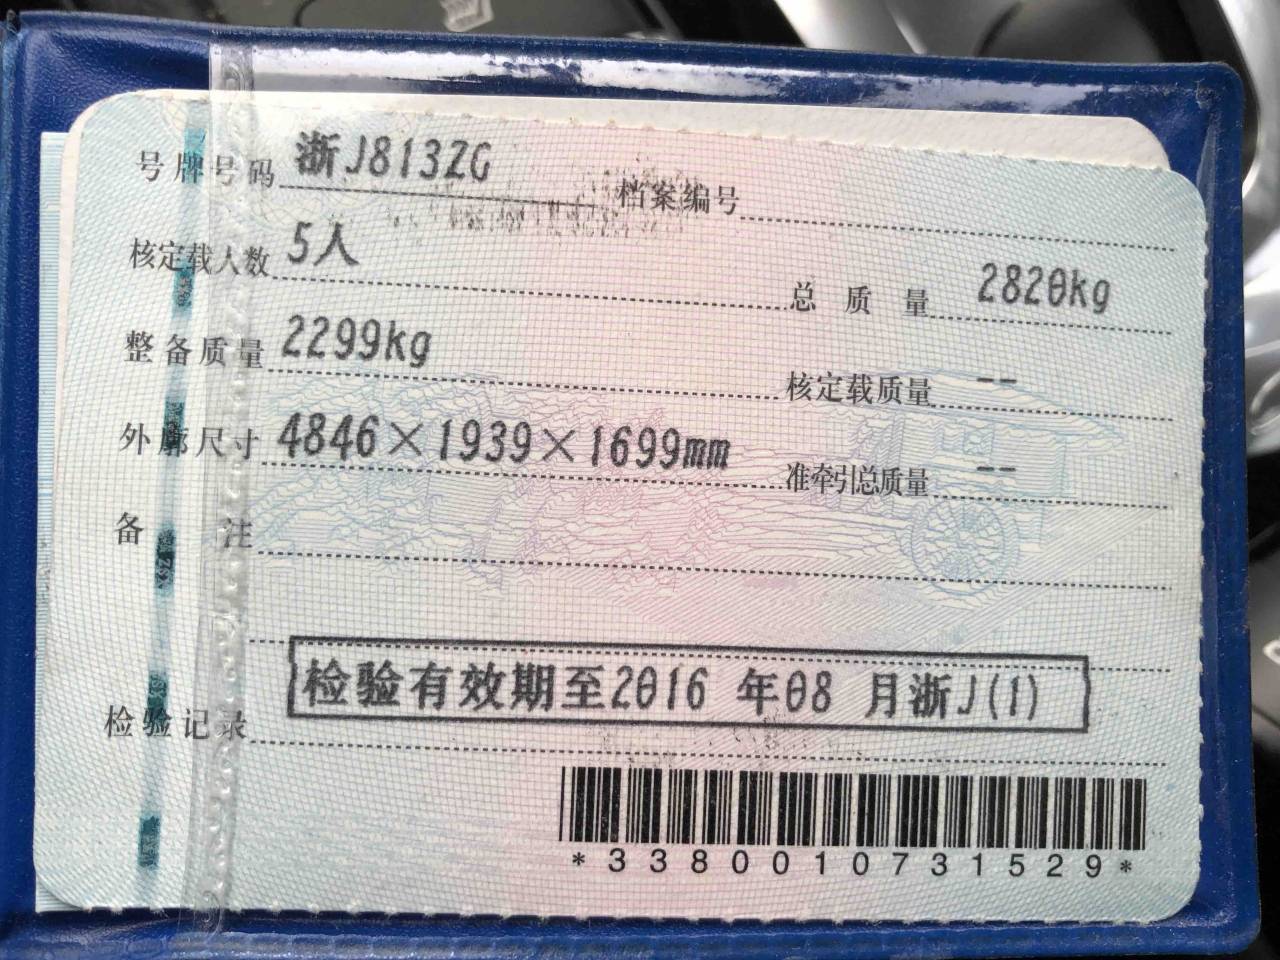 号牌号码 浙J813ZG 档案编号
核定载人数 5人 总质量 2820kg
整备质量 2299kg 核定载质量 --
外廓尺寸 4846×1939×1699mm 准牵引总质量 --
备注
检验记录 检验有效期至2016 年08 月浙J(1)
*3380010731529*